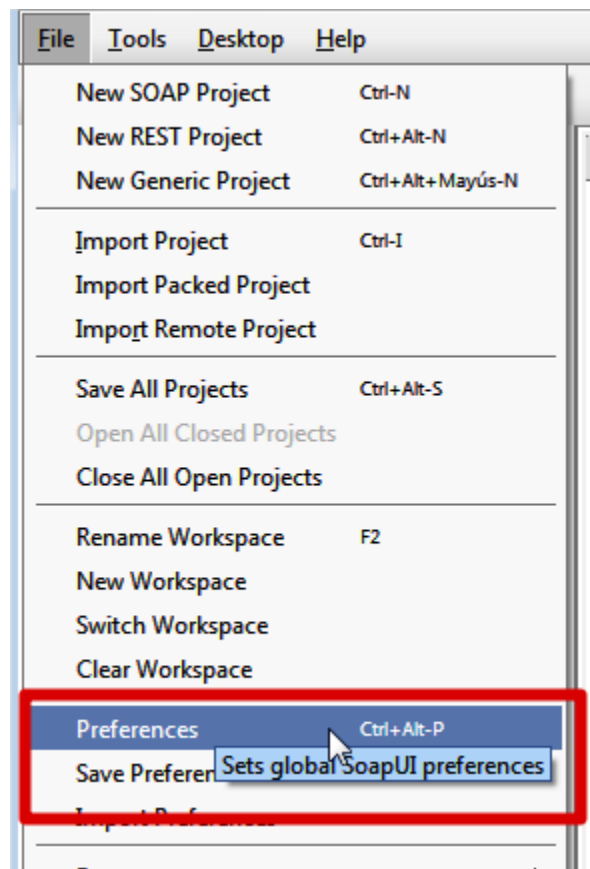 File Tools Desktop Help
New SOAP Project Ctrl-N
New REST Project Ctrl+Alt-N
New Generic Project Ctrl+Alt+Mayús-N
Import Project Ctrl-I
Import Packed Project
Import Remote Project
Save All Projects Ctrl+Alt-S
Open All Closed Projects
Close All Open Projects
Rename Workspace F2
New Workspace
Switch Workspace
Clear Workspace
Preferences Ctrl+Alt-P
Save
Sets global SoapUI preferences
Import Preferences